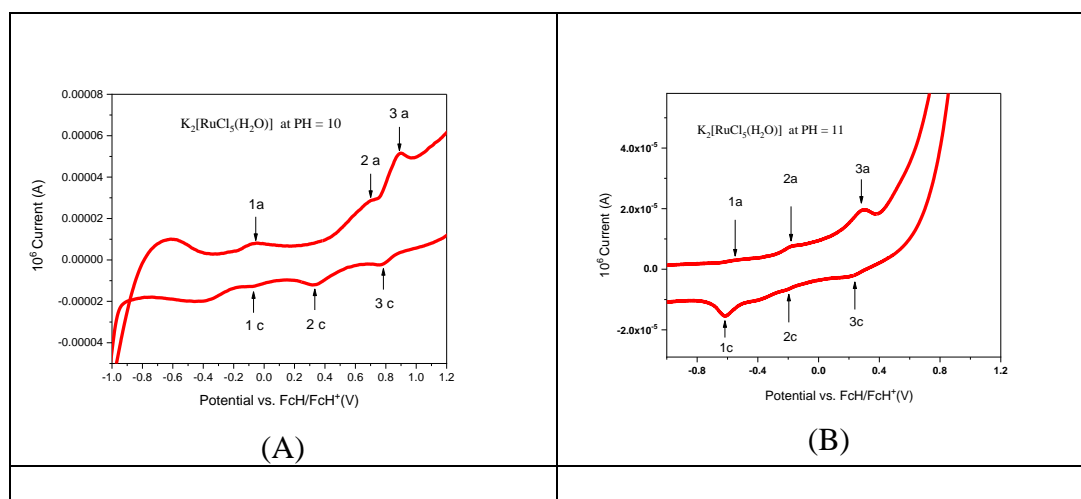 0.00008
0.00006
0.00004
0.00002
0.00000
-0.00002
-0.00004
10⁶ Current (A)
K₂[RuCl₅(H₂O)] at PH = 10
1a
2 a
3 a
1 c
2 c
3 c
-1.0 -0.8 -0.6 -0.4 -0.2 0.0 0.2 0.4 0.6 0.8 1.0 1.2
Potential vs. FcH/FcH⁺(V)
(A)
4.0x10⁻⁵
2.0x10⁻⁵
0.0
-2.0x10⁻⁵
10⁶ Current (A)
K₂[RuCl₅(H₂O)] at PH = 11
1a
2a
3a
1c
2c
3c
-0.8 -0.4 0.0 0.4 0.8 1.2
Potential vs. FcH/FcH⁺(V)
(B)